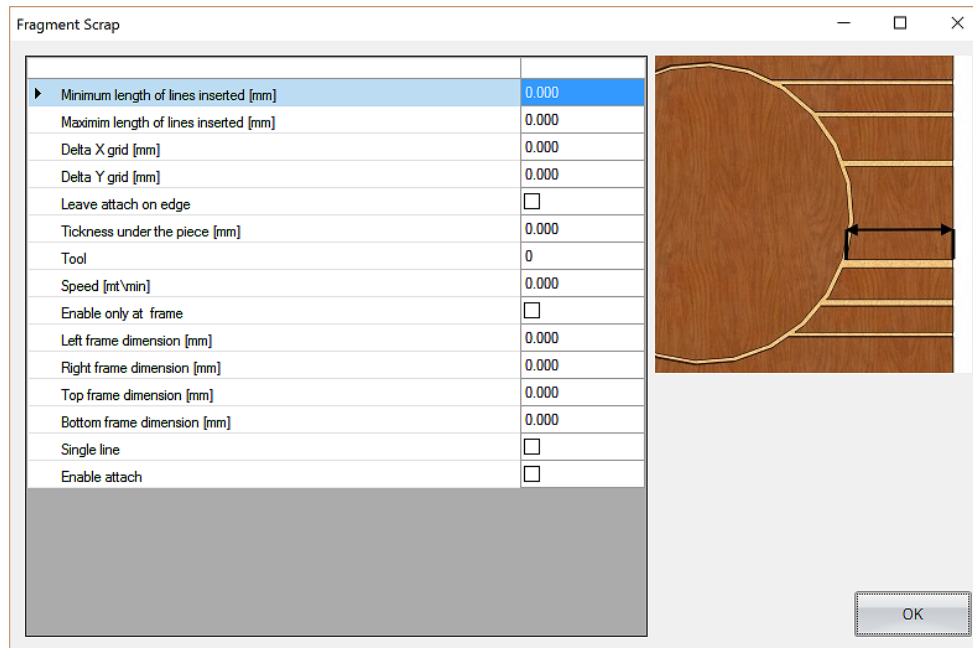 Fragment Scrap
Minimum length of lines inserted [mm] 0.000
Maximim length of lines inserted [mm] 0.000
Delta X grid [mm] 0.000
Delta Y grid [mm] 0.000
Leave attach on edge
Tickness under the piece [mm] 0.000
Tool 0
Speed [mt\min] 0.000
Enable only at frame
Left frame dimension [mm] 0.000
Right frame dimension [mm] 0.000
Top frame dimension [mm] 0.000
Bottom frame dimension [mm] 0.000
Single line
Enable attach
OK